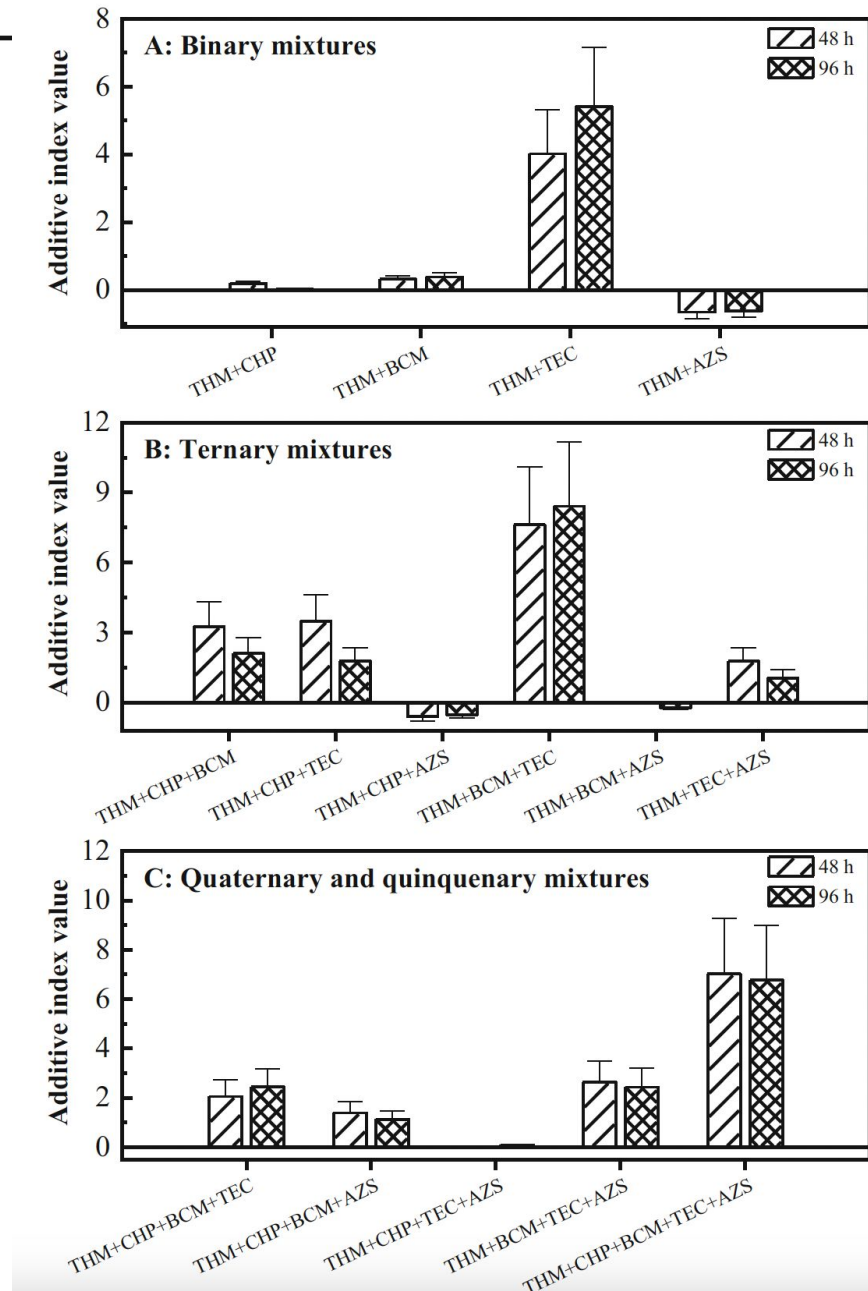 8
A: Binary mixtures
48 h
96 h
6
4
2
0
Additive index value
THM+CHP
THM+BCM
THM+TEC
THM+AZS
12
B: Ternary mixtures
48 h
96 h
9
6
3
0
Additive index value
THM+CHP+BCM
THM+CHP+TEC
THM+CHP+AZS
THM+BCM+TEC
THM+BCM+AZS
THM+TEC+AZS
12
C: Quaternary and quinquenary mixtures
48 h
96 h
10
8
6
4
2
0
Additive index value
THM+CHP+BCM+TEC
THM+CHP+BCM+AZS
THM+CHP+TEC+AZS
THM+BCM+TEC+AZS
THM+CHP+BCM+TEC+AZS